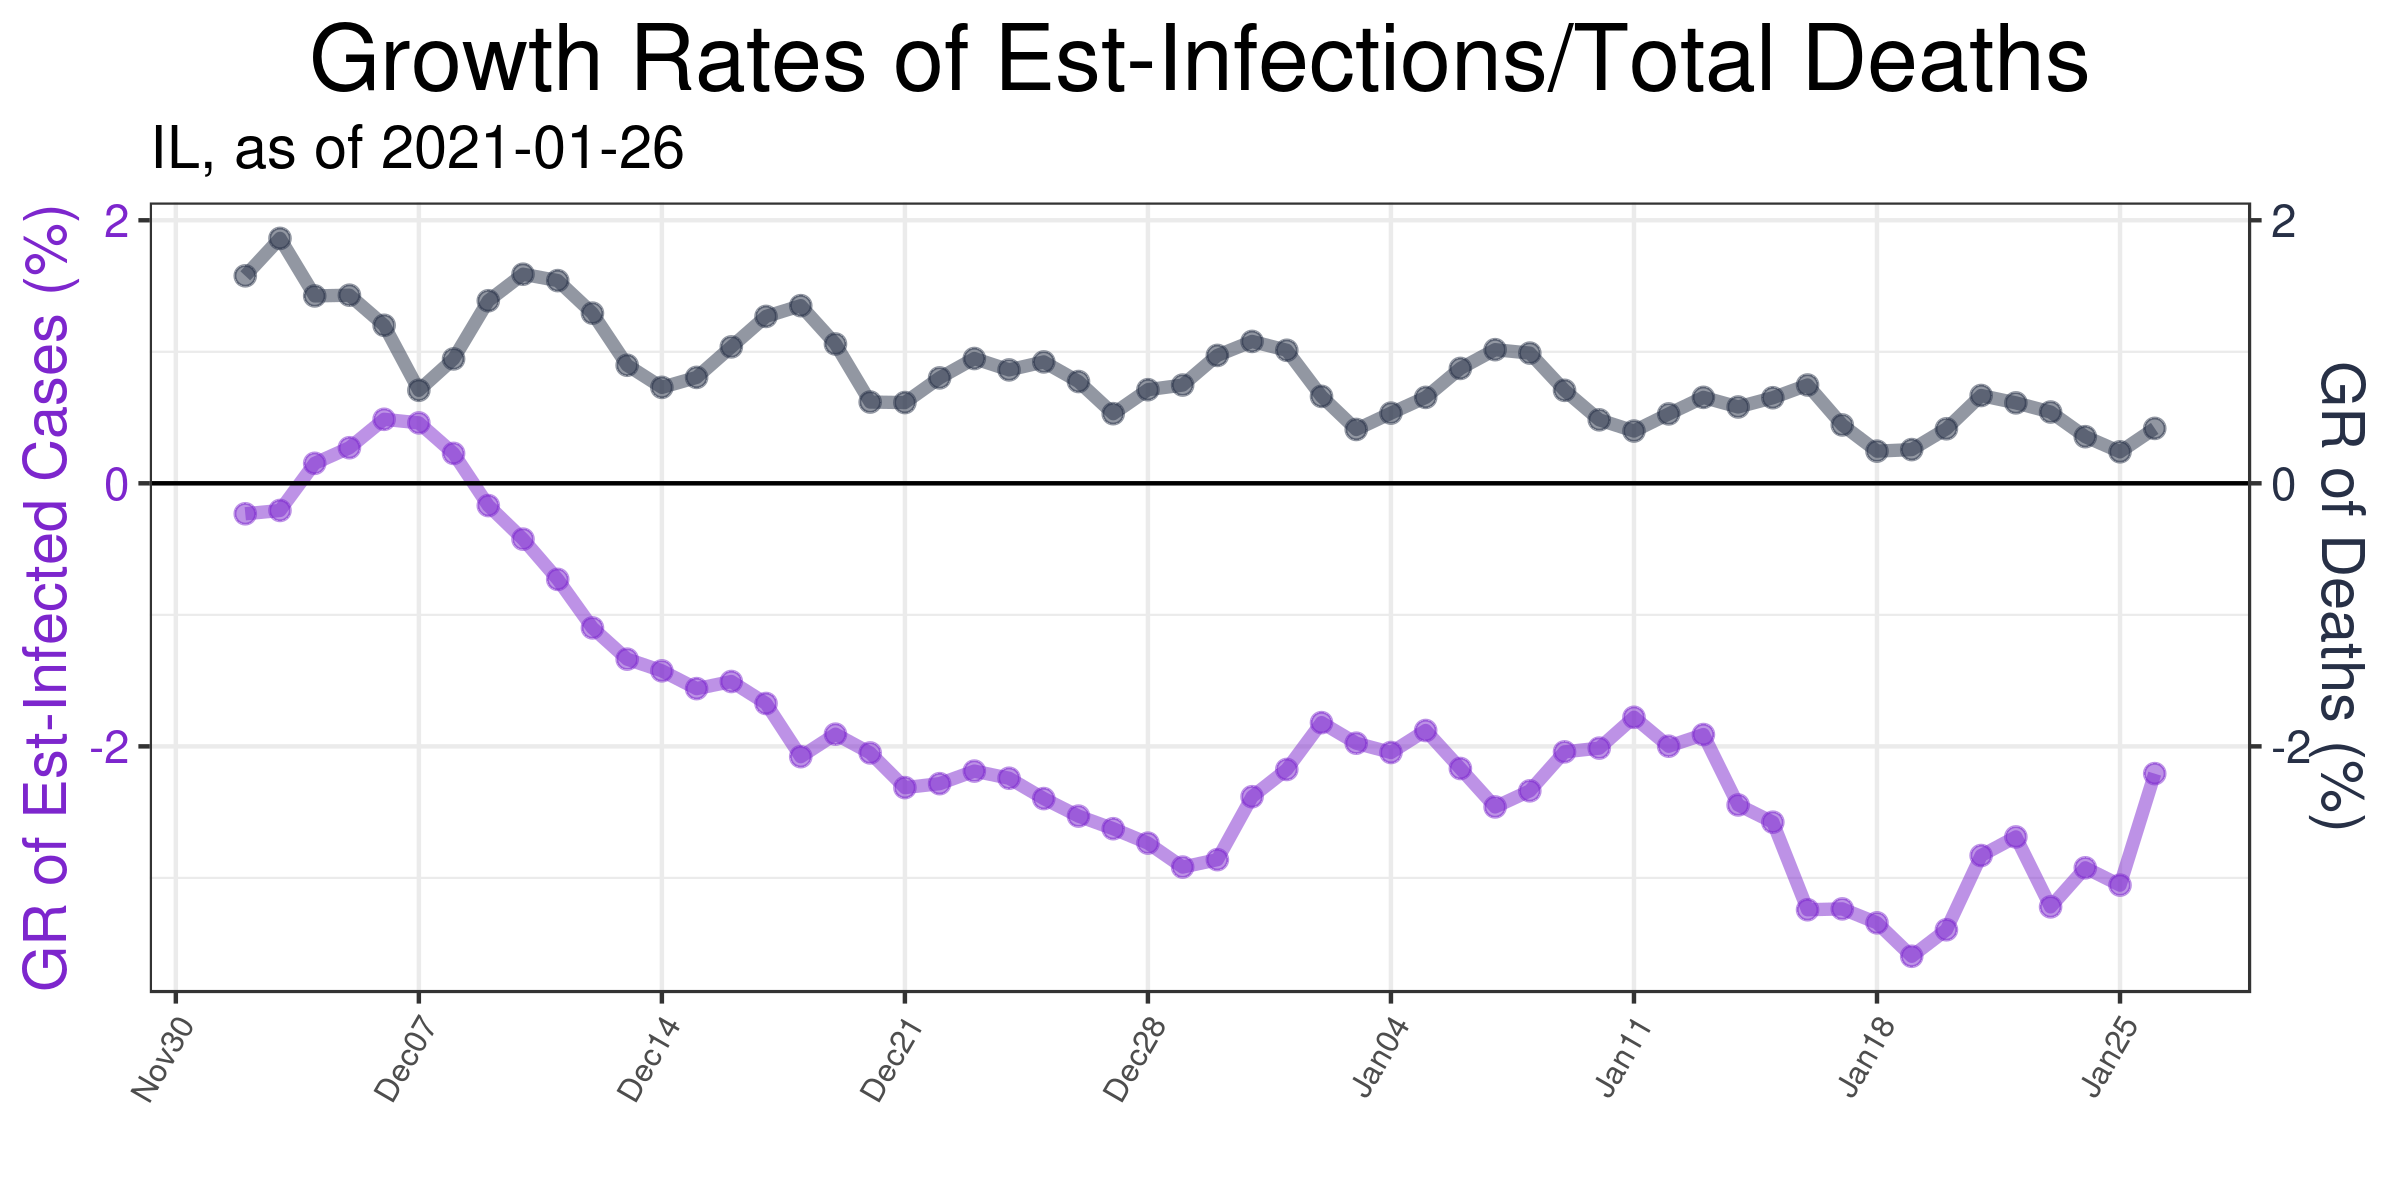 Growth Rates of Est-Infections/Total Deaths
IL, as of 2021-01-26
GR of Est-Infected Cases (%)
2
0
-2
2
0
-2
GR of Deaths (%)
Nov30
Dec07
Dec14
Dec21
Dec28
Jan04
Jan11
Jan18
Jan25